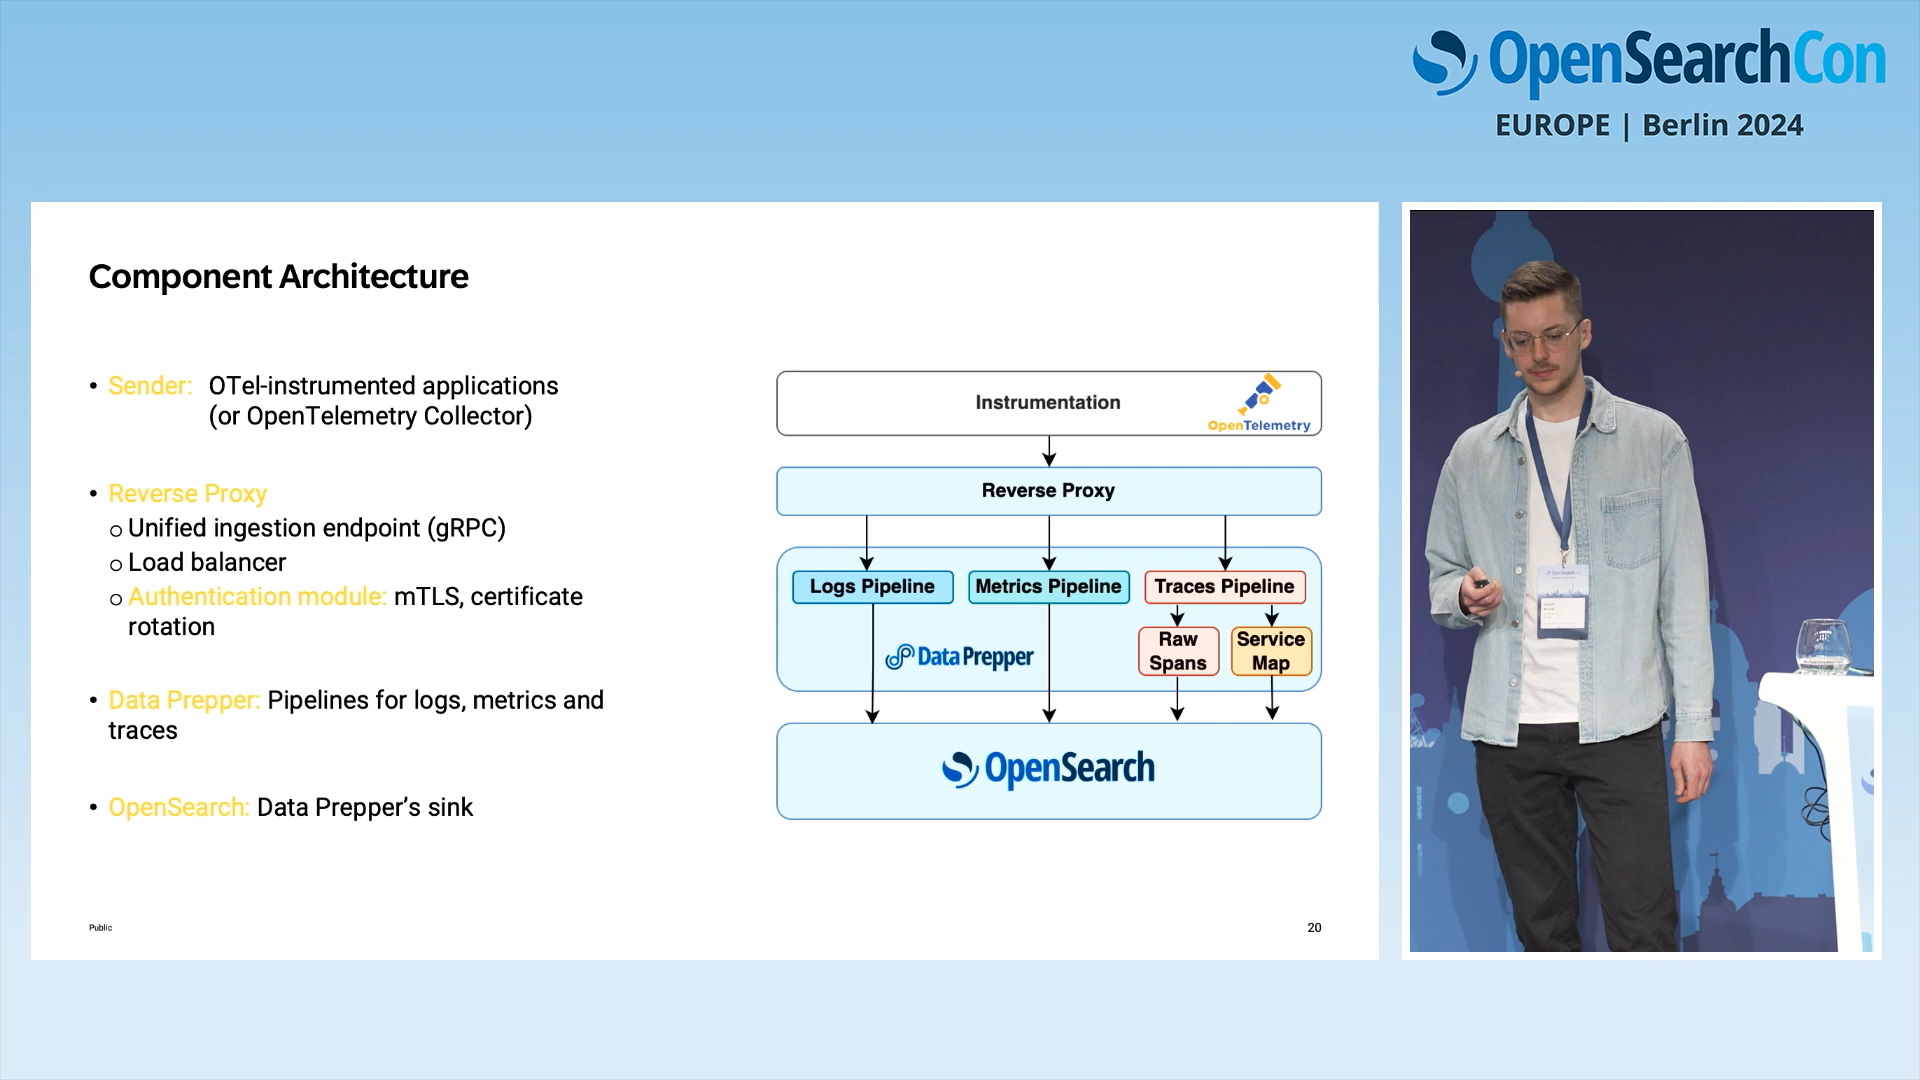 OpenSearchCon
EUROPE | Berlin 2024
Component Architecture
• Sender: OTel-instrumented applications
(or OpenTelemetry Collector)
• Reverse Proxy
o Unified ingestion endpoint (gRPC)
o Load balancer
o Authentication module: mTLS, certificate
rotation
• Data Prepper: Pipelines for logs, metrics and
traces
• OpenSearch: Data Prepper’s sink
Instrumentation
OpenTelemetry
Reverse Proxy
Logs Pipeline
Metrics Pipeline
Traces Pipeline
Raw
Spans
Service
Map
Data Prepper
OpenSearch
Public
20